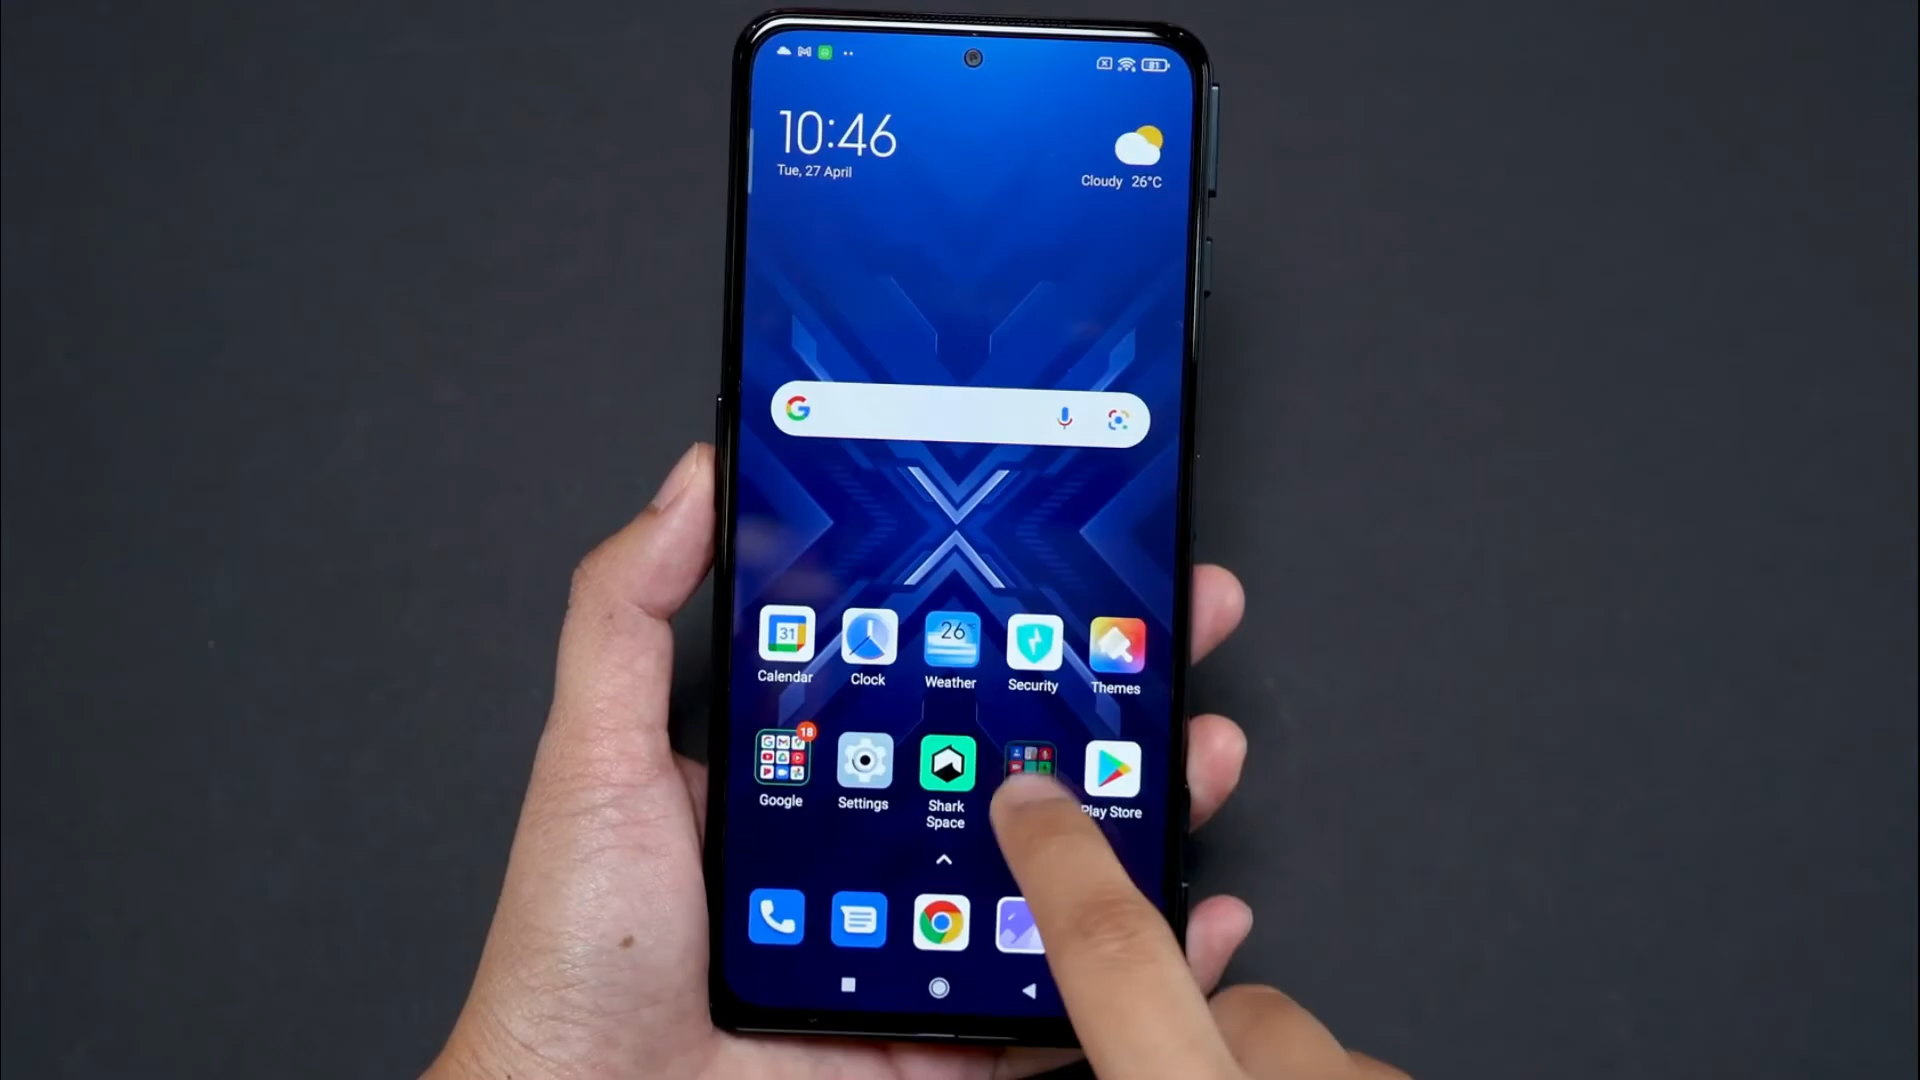 81
10:46
Tue, 27 April
Cloudy 26°C
31
26°
Calendar
Clock
Weather
Security
Themes
18
Google
Settings
Shark
Space
Play Store